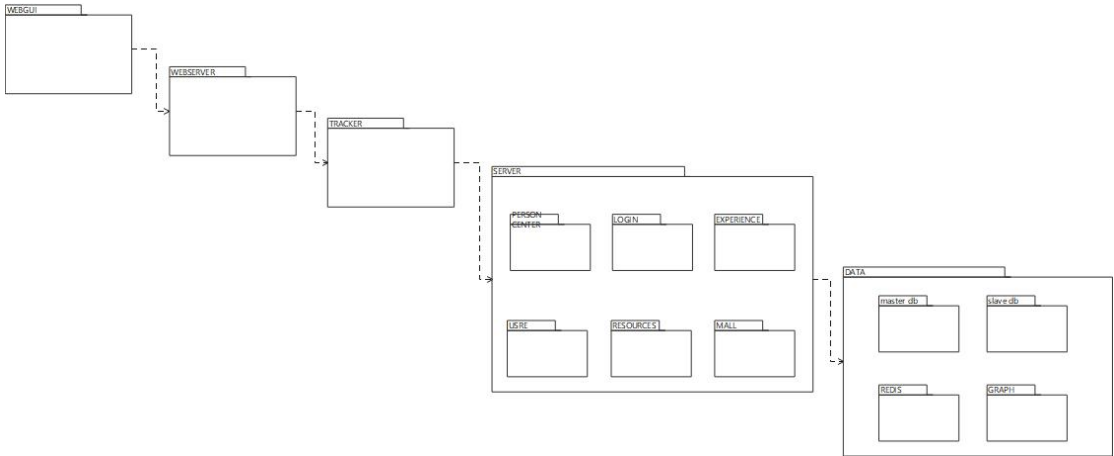 WEBGUI
WEBSERVER
TRACKER
SERVER
PERSON
CENTER
LOGIN
EXPERIENCE
USRE
RESOURCES
MALL
DATA
master db
slave db
REDIS
GRAPH